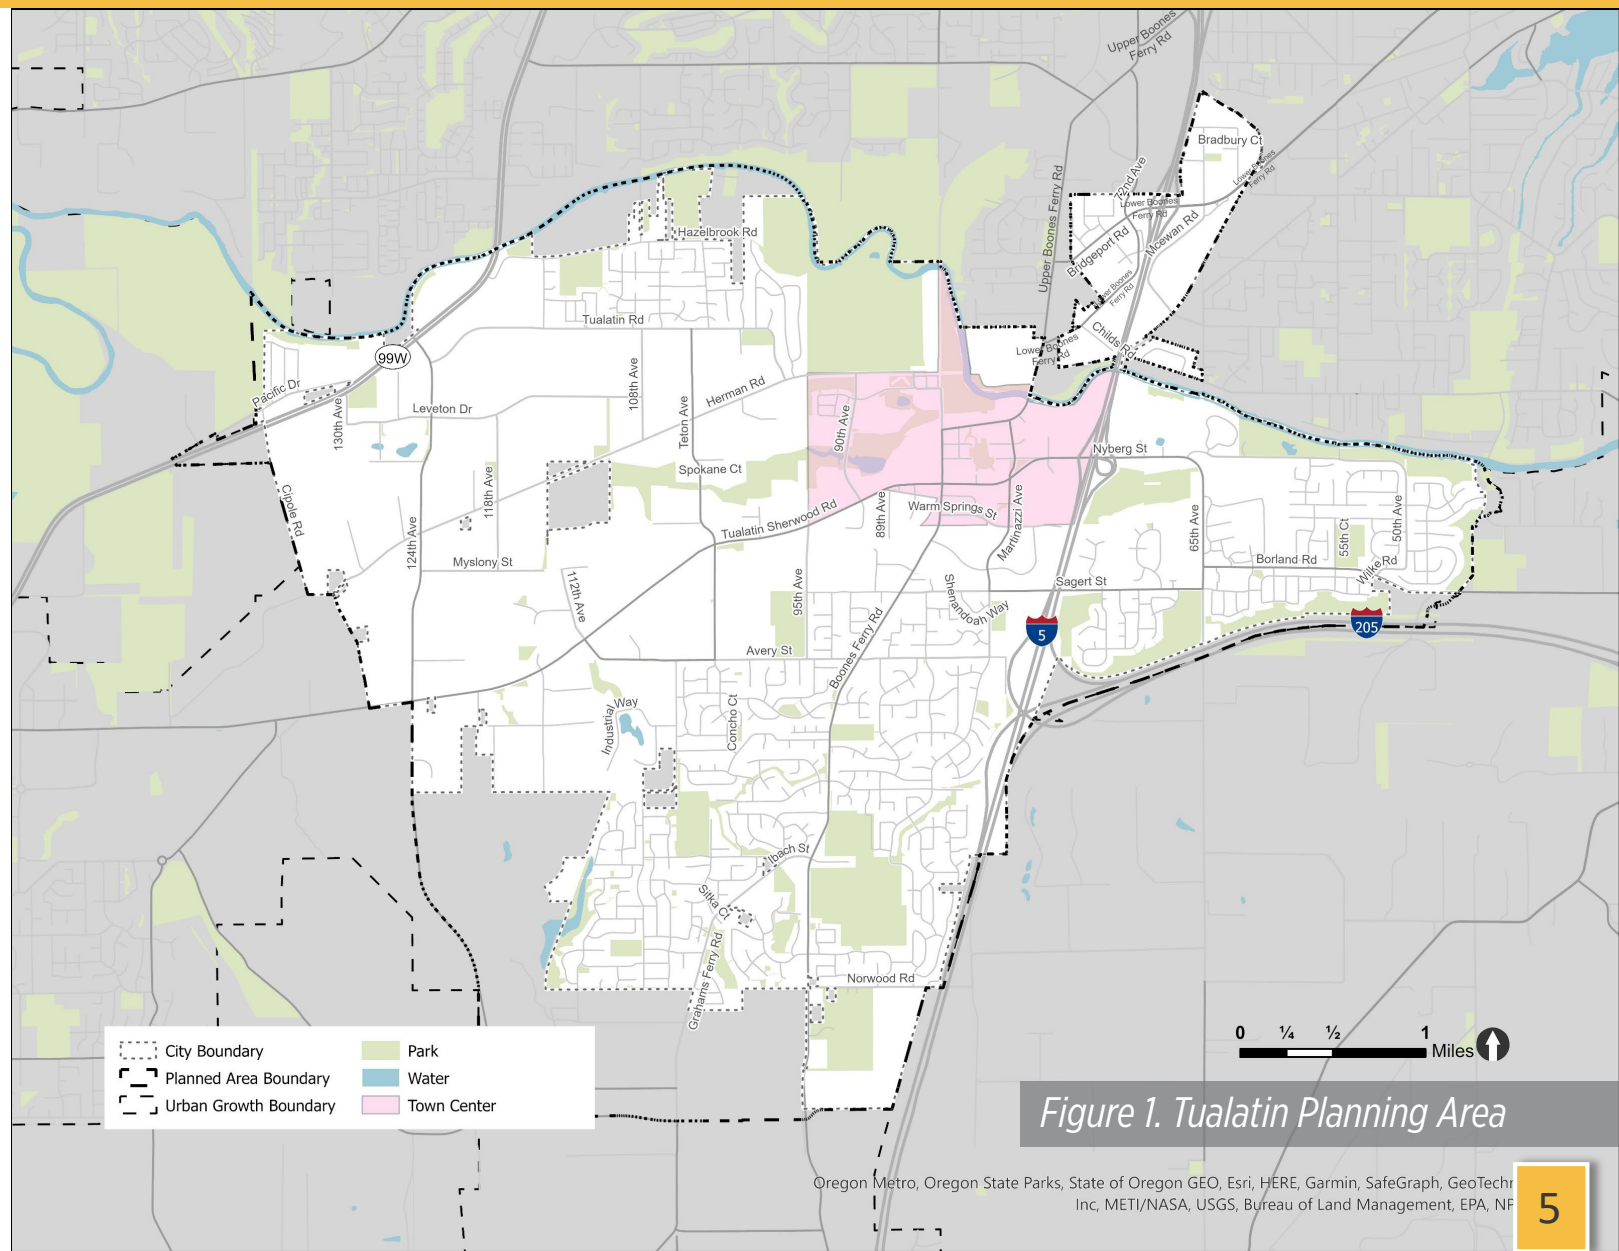 Upper Boones
Ferry Rd
Bradbury Ct
Lower Boones
Ferry Rd
72nd Ave
Lower Boones
Ferry Rd
Upper Boones Ferry Rd
Bridgeport Rd
Mcewan Rd
Hazelbrook Rd
Lower Boones
Ferry Rd
Tualatin Rd
Childs Rd
Lower Boones
Ferry Rd
99W
Pacific Dr
108th Ave
Herman Rd
130th Ave
Leveton Dr
Teton Ave
90th Ave
Nyberg St
Spokane Ct
118th Ave
Cipole Rd
Tualatin Sherwood Rd
89th Ave
Warm Springs St
Martinazzi Ave
65th Ave
55th Ct
50th Ave
124th Ave
Myslony St
Borland Rd
Wilke Rd
112th Ave
95th Ave
Shenandoah Way
Sagert St
5
205
Avery St
Boones Ferry Rd
Industrial Way
Concho Ct
Ibach St
Sitka Ct
Grahams Ferry Rd
Norwood Rd
City Boundary
Planned Area Boundary
Urban Growth Boundary
Park
Water
Town Center
0 ¼ ½ 1
Miles
Figure 1. Tualatin Planning Area
Oregon Metro, Oregon State Parks, State of Oregon GEO, Esri, HERE, Garmin, SafeGraph, GeoTechn
Inc, METI/NASA, USGS, Bureau of Land Management, EPA, NP
5